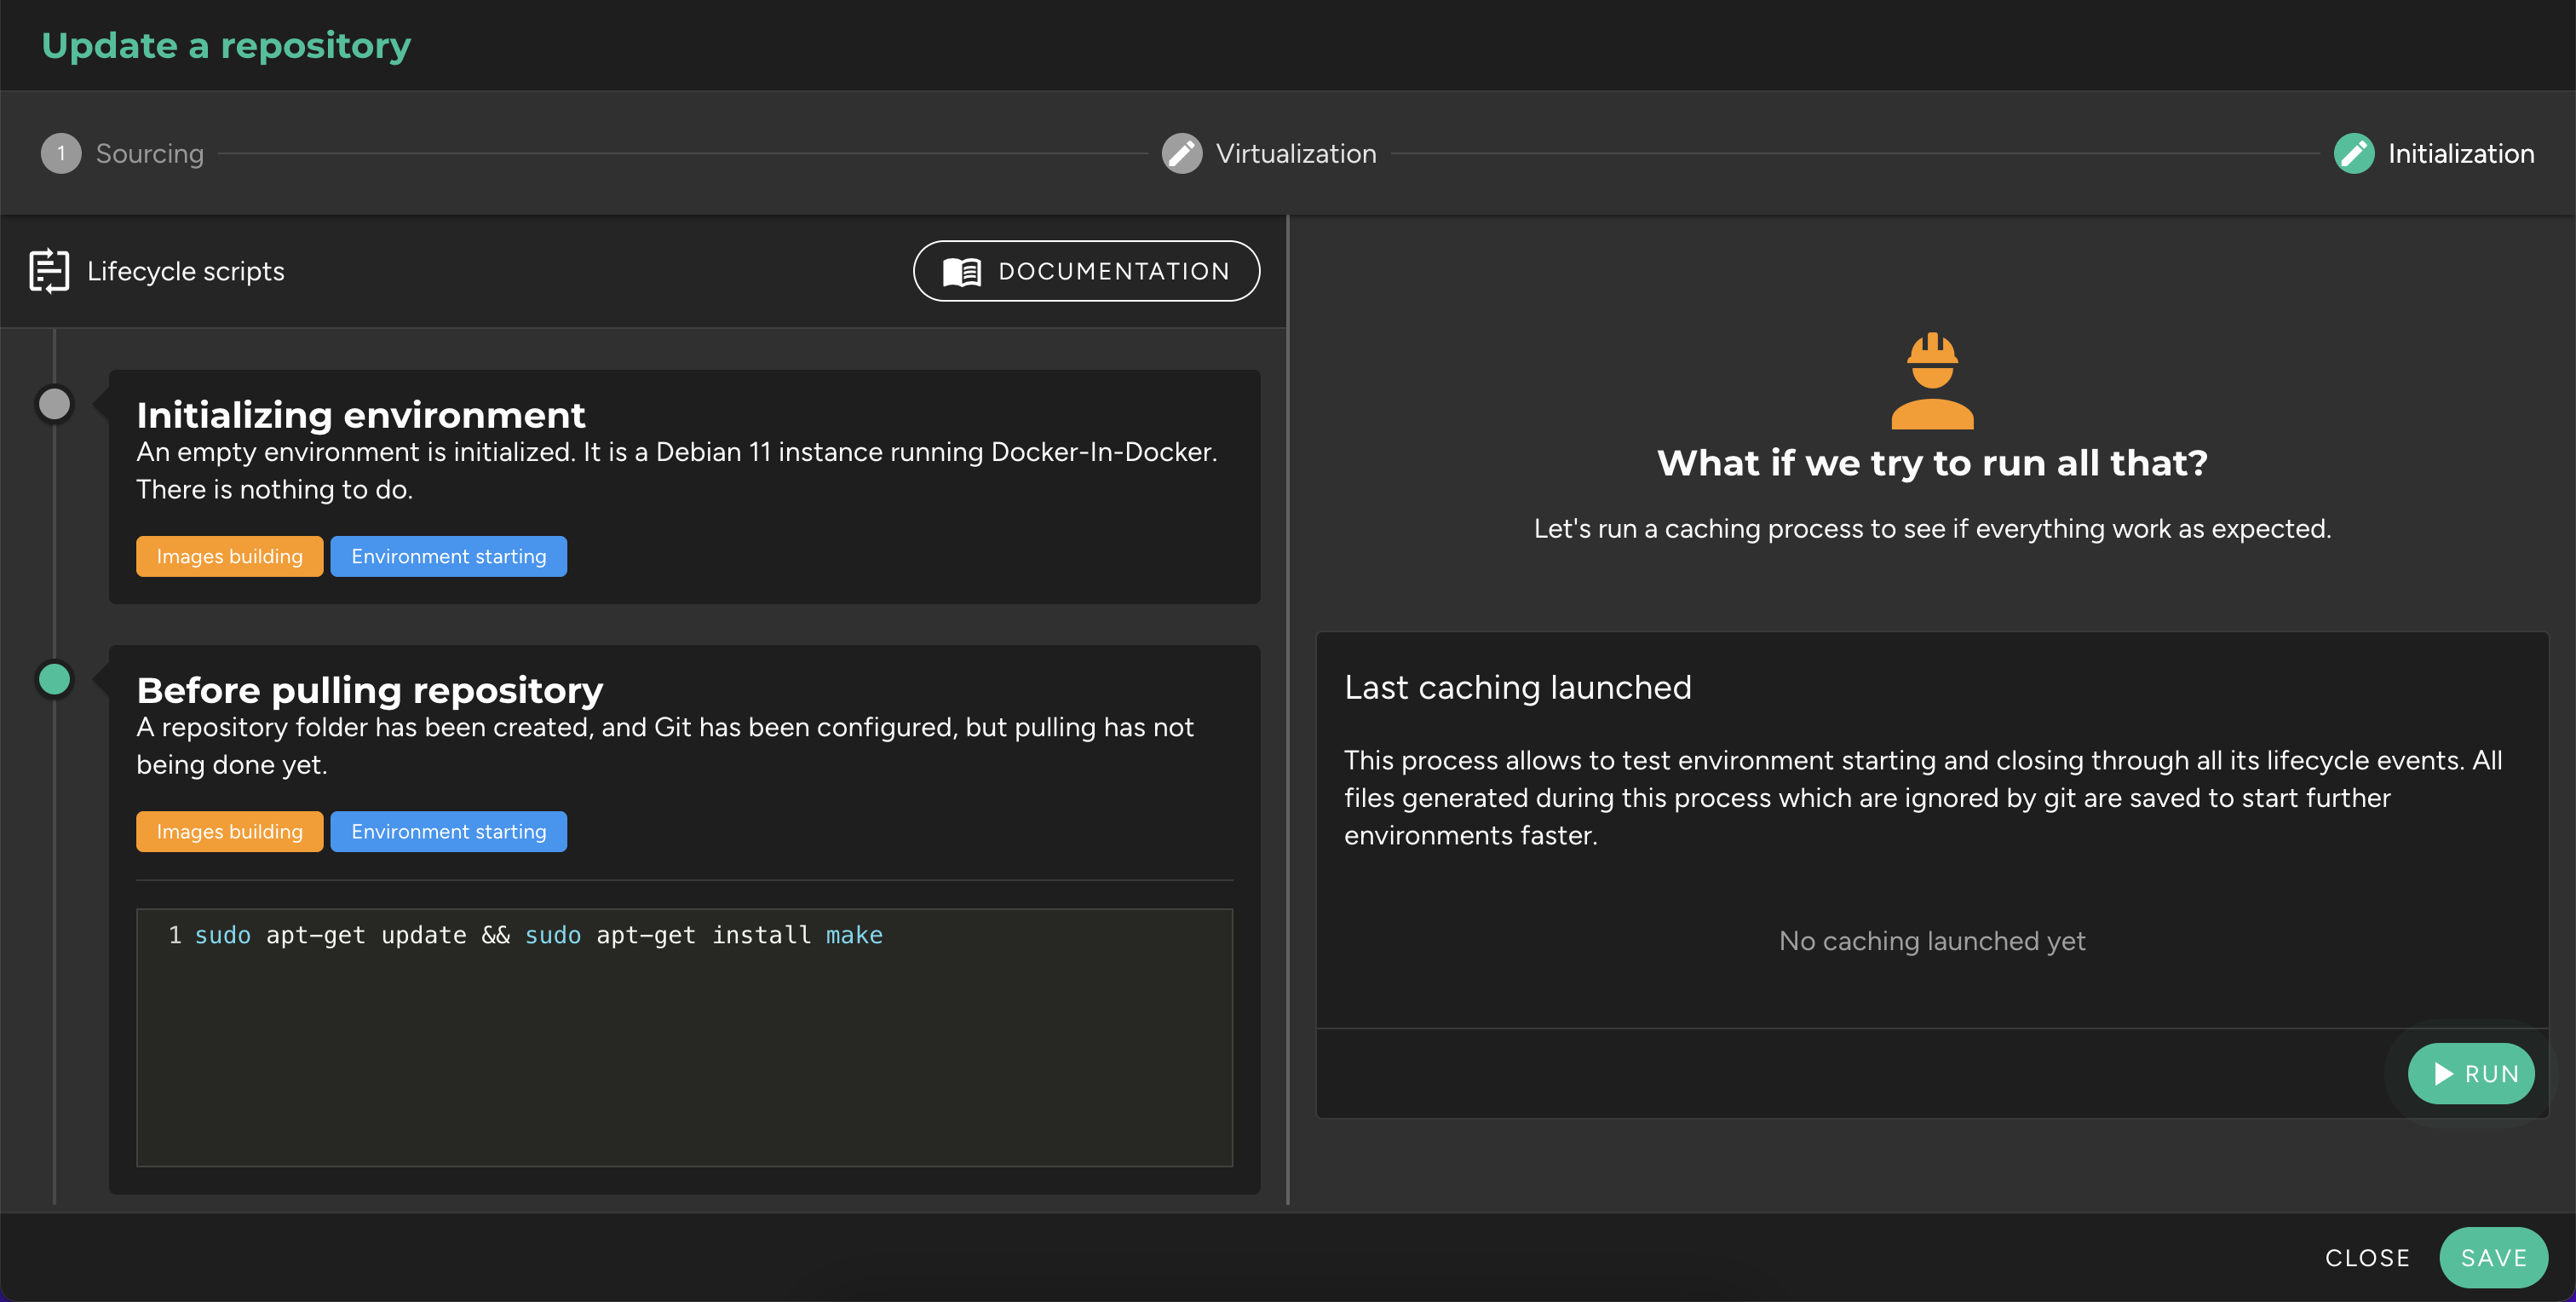 Update a repository
1 Sourcing
Virtualization
Initialization
Lifecycle scripts
DOCUMENTATION
Initializing environment
An empty environment is initialized. It is a Debian 11 instance running Docker-In-Docker.
There is nothing to do.
Images building
Environment starting
Before pulling repository
A repository folder has been created, and Git has been configured, but pulling has not
being done yet.
Images building
Environment starting
1 sudo apt-get update && sudo apt-get install make
What if we try to run all that?
Let's run a caching process to see if everything work as expected.
Last caching launched
This process allows to test environment starting and closing through all its lifecycle events. All
files generated during this process which are ignored by git are saved to start further
environments faster.
No caching launched yet
RUN
CLOSE
SAVE